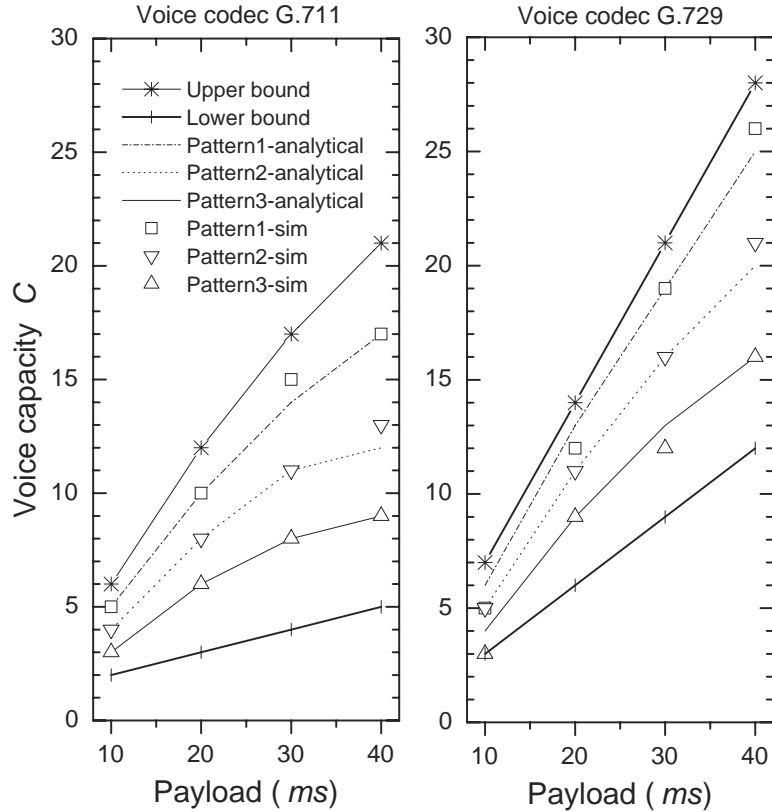 Voice codec G.711
Voice codec G.729
Voice capacity C
30
25
20
15
10
5
0
Upper bound
Lower bound
Pattern1-analytical
Pattern2-analytical
Pattern3-analytical
Pattern1-sim
Pattern2-sim
Pattern3-sim
10 20 30 40
Payload ( ms)
30
25
20
15
10
5
0
10 20 30 40
Payload ( ms)